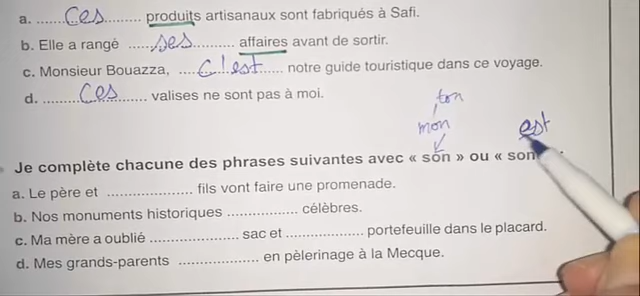 a. ......Ces.......... produits artisanaux sont fabriqués à Safi.
b. Elle a rangé .....ses............ affaires avant de sortir.
c. Monsieur Bouazza, ....c'est...... notre guide touristique dans ce voyage.
d. .........Ces.......... valises ne sont pas à moi.
ton
mon est
Je complète chacune des phrases suivantes avec « son » ou « son
a. Le père et ................... fils vont faire une promenade.
b. Nos monuments historiques ............... célèbres.
c. Ma mère a oublié .................... sac et ................. portefeuille dans le placard.
d. Mes grands-parents .................. en pèlerinage à la Mecque.